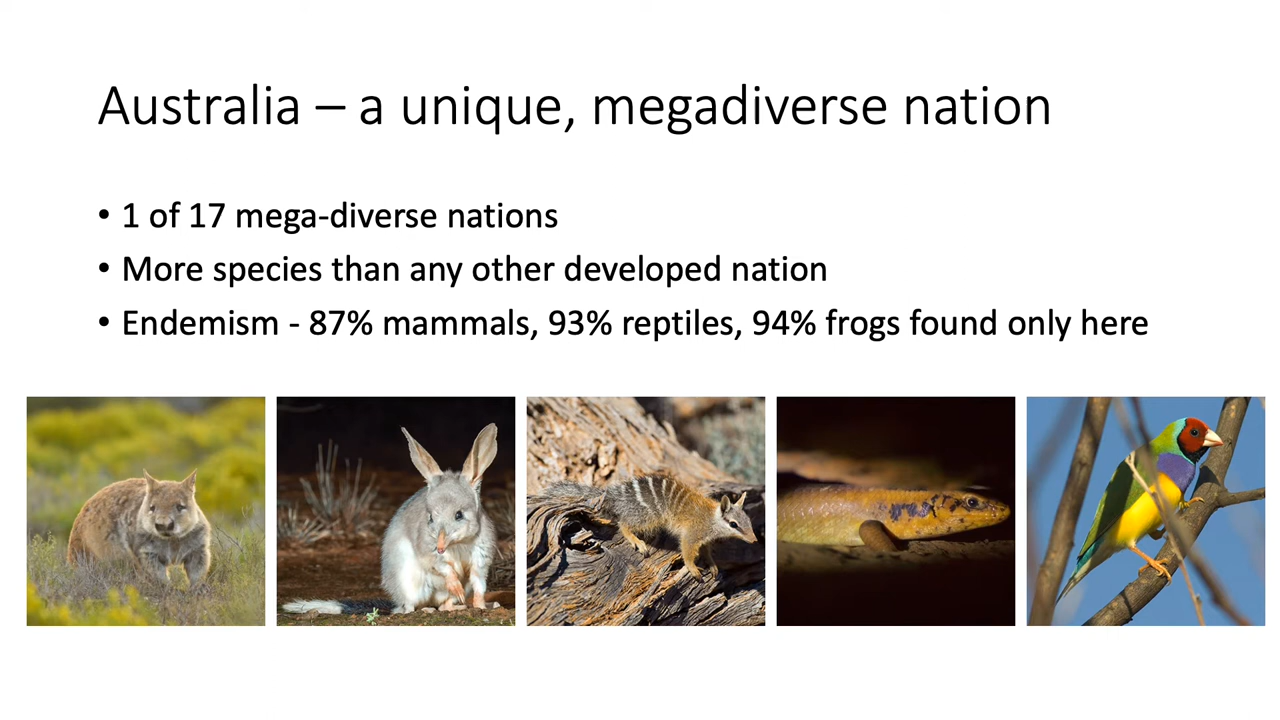 Australia – a unique, megadiverse nation
• 1 of 17 mega-diverse nations
• More species than any other developed nation
• Endemism - 87% mammals, 93% reptiles, 94% frogs found only here